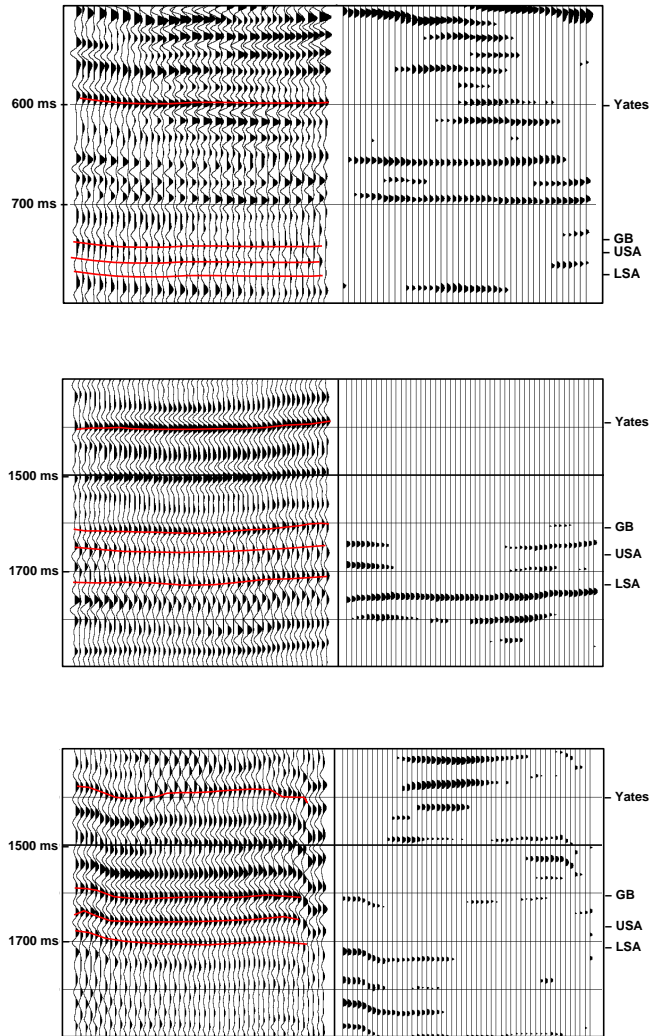 600 ms
Yates
700 ms
GB
USA
LSA
Yates
1500 ms
GB
USA
1700 ms
LSA
Yates
1500 ms
GB
USA
1700 ms
LSA